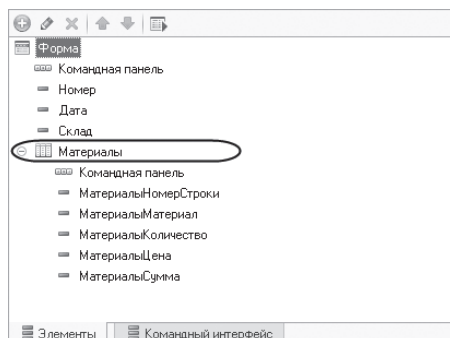 Форма
Командная панель
Номер
Дата
Склад
Материалы
Командная панель
МатериалыНомерСтроки
МатериалыМатериал
МатериалыКоличество
МатериалыЦена
МатериалыСумма
Элементы
Командный интерфейс